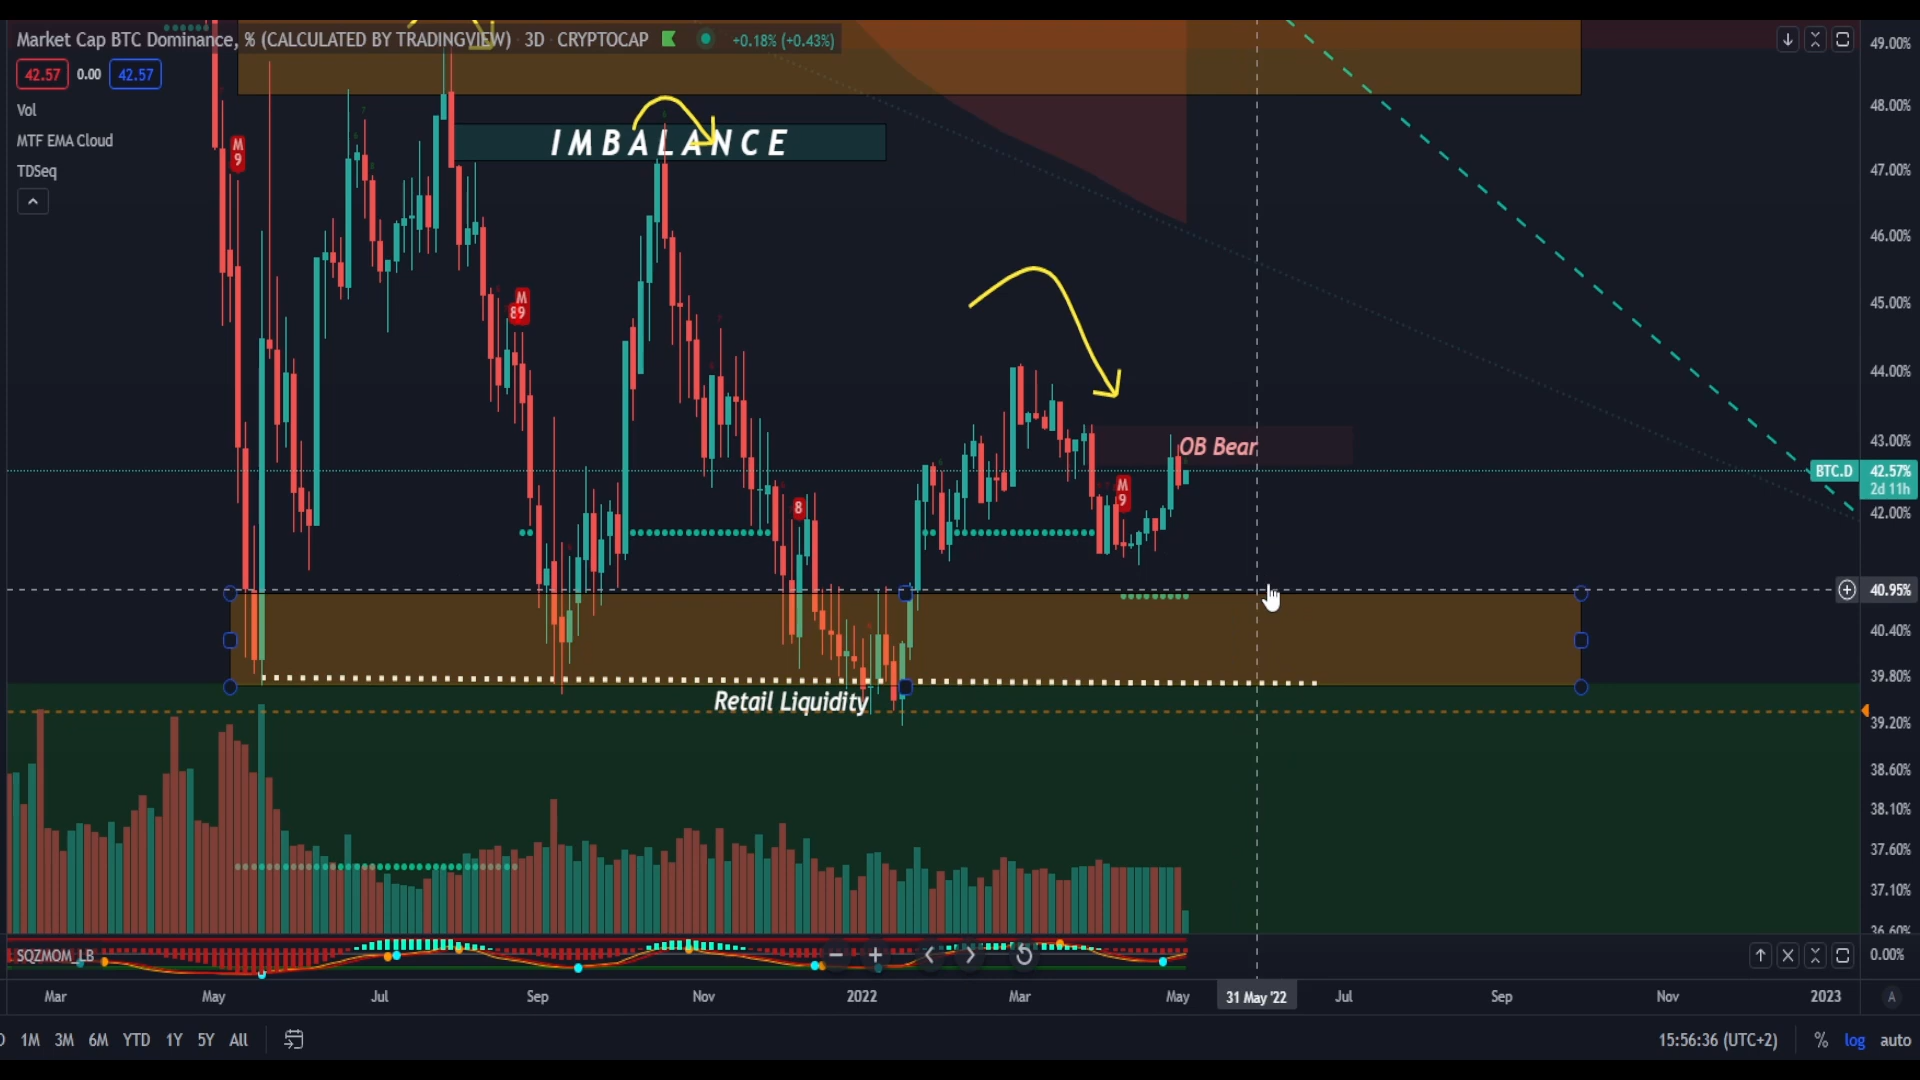 Market Cap BTC Dominance, % (CALCULATED BY TRADINGVIEW) 3D CRYPTOCAP +0.18% (+0.43%)
42.57 0.00 42.57
Vol
MTF EMA Cloud
TDSeq
IMBALANCE
M
9
M
89
8
M
9
OB Bear
Retail Liquidity
49.00%
48.00%
47.00%
46.00%
45.00%
44.00%
43.00%
BTC.D 42.57%
2d 11h
42.00%
40.95%
40.40%
39.80%
39.20%
38.60%
38.10%
37.60%
37.10%
36.60%
SQZMOM_LB
0.00%
Mar May Jul Sep Nov 2022 Mar May 31 May '22 Jul Sep Nov 2023 A
1M 3M 6M YTD 1Y 5Y All 15:56:36 (UTC+2) % log auto